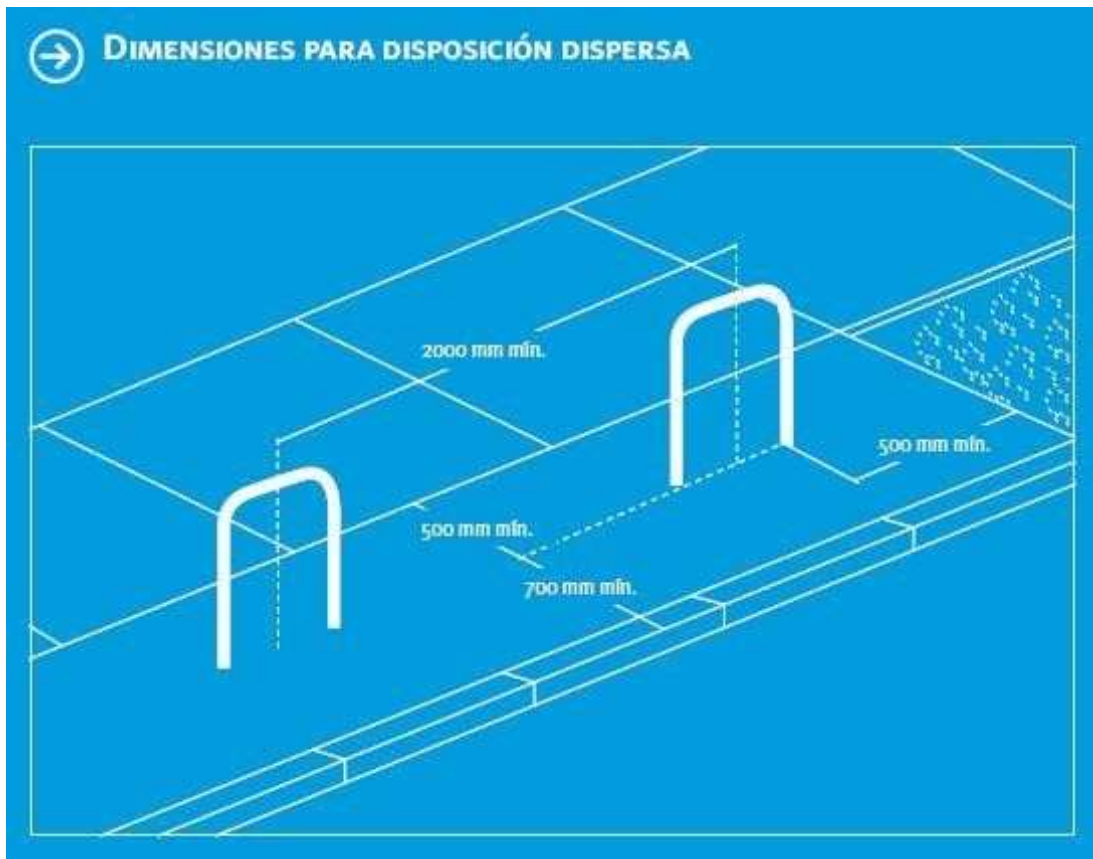 DIMENSIONES PARA DISPOSICIÓN DISPERSA
2000 mm mín.
500 mm mín.
500 mm mín.
700 mm mín.